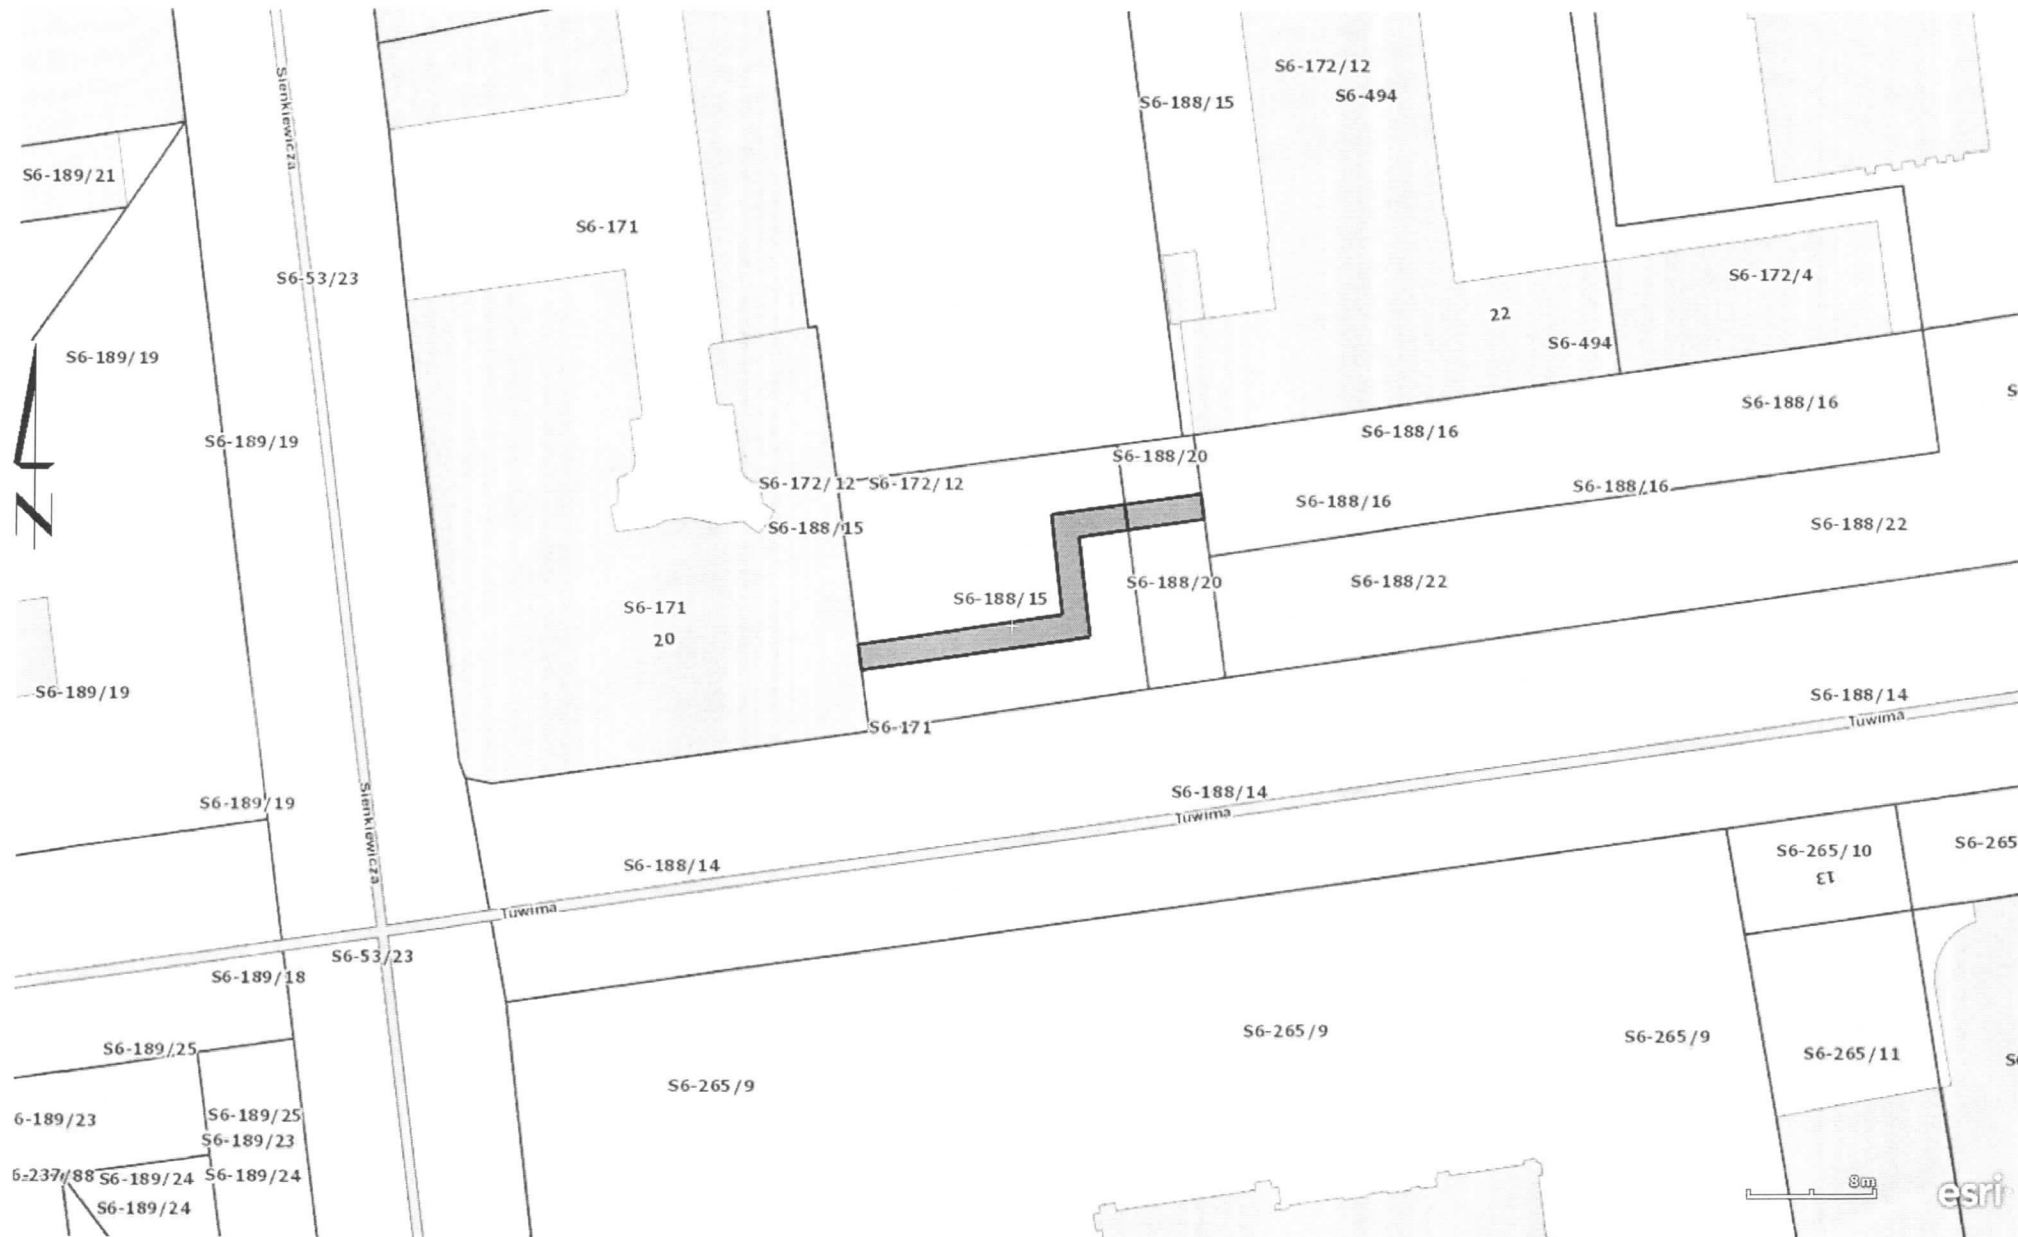 S6-172/12
S6-494
S6-188/15
Sienkiewicza
S6-189/21
S6-171
S6-53/23
S6-172/4
22
S6-494
S6-189/19
S6-188/16
S6-188/16
S6-189/19
S6-188/20
S6-172/12
S6-172/12
S6-188/16
S6-188/16
S6-188/22
S6-188/15
N
S6-188/20
S6-188/22
S6-188/15
S6-171
20
S6-189/19
S6-188/14
Tuwima
S6-171
S6-188/14
S6-189/19
Tuwima
Sienkiewicza
S6-265/10
13
S6-265
S6-188/14
Tuwima
S6-53/23
S6-189/18
S6-265/9
S6-265/9
S6-189/25
S6-265/11
S6-265/9
6-189/23
S6-189/25
S6-189/23
6-237/88
S6-189/24
S6-189/24
S6-189/24
8m
esri